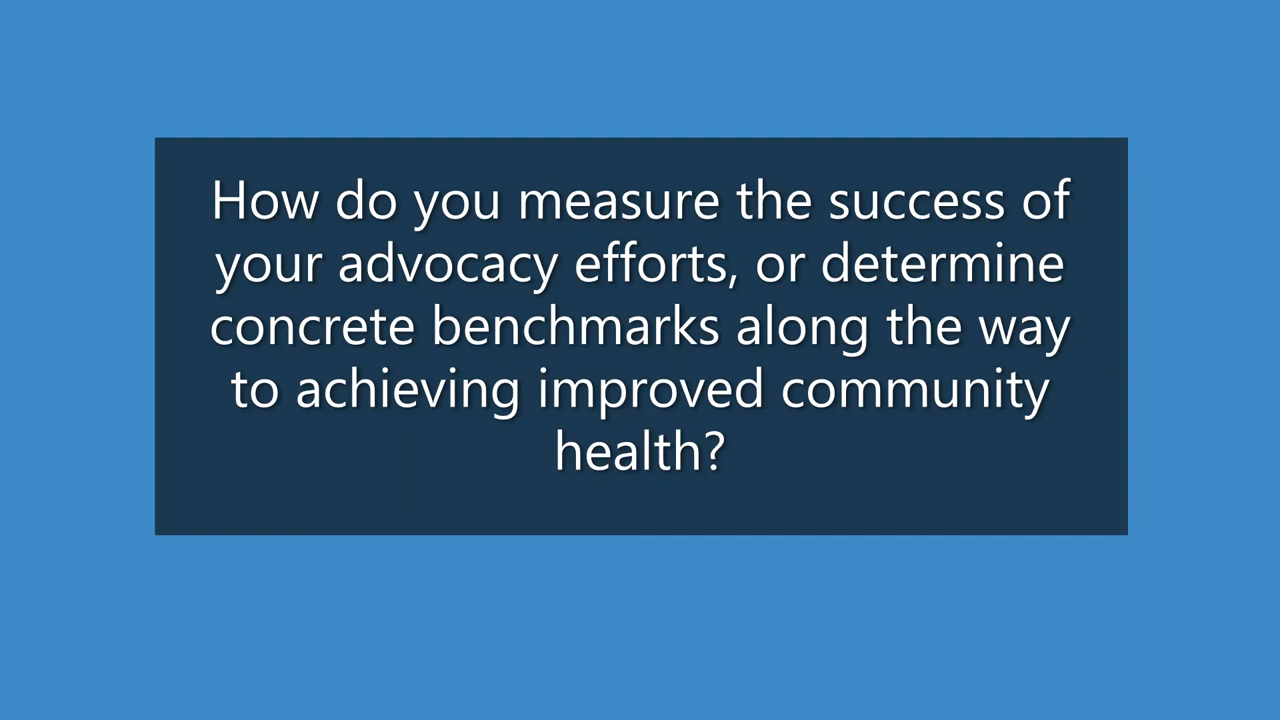 How do you measure the success of
your advocacy efforts, or determine
concrete benchmarks along the way
to achieving improved community
health?